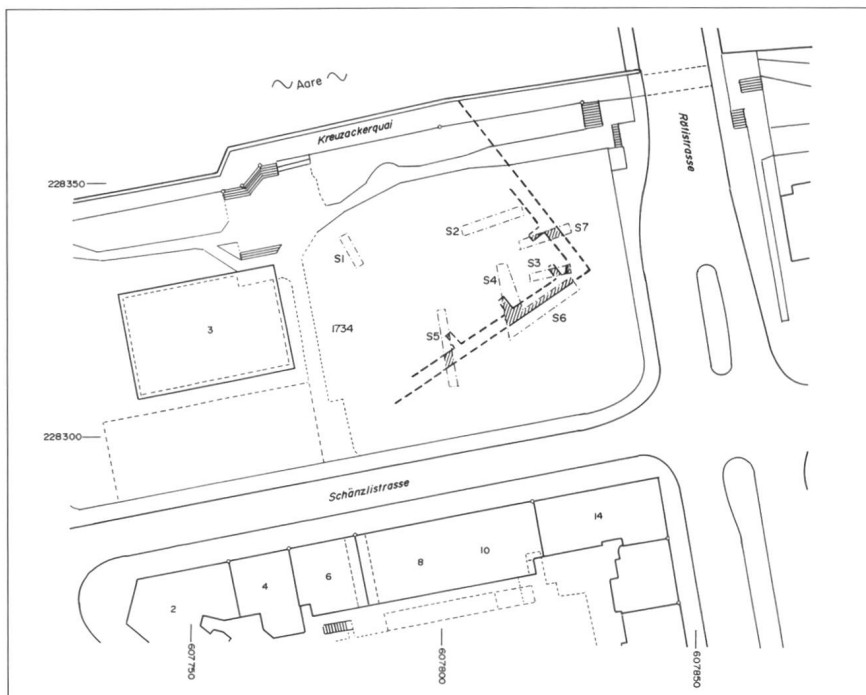 Aare
Kreuzackerquai
Rötistrasse
228350
S2
S7
S1
S3
S4
3
1734
S5
S6
228300
Schänzlistrasse
14
10
8
6
4
2
607750
607800
607850